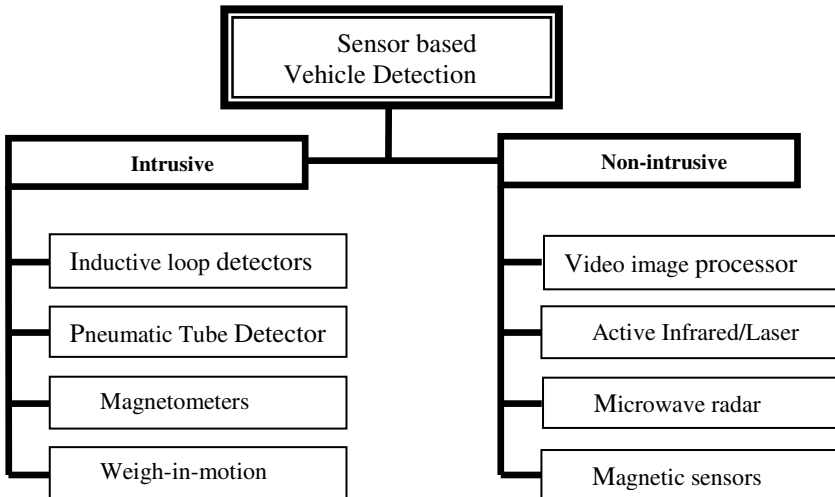 Sensor based
Vehicle Detection
Intrusive
Non-intrusive
Inductive loop detectors
Pneumatic Tube Detector
Magnetometers
Weigh-in-motion
Video image processor
Active Infrared/Laser
Microwave radar
Magnetic sensors